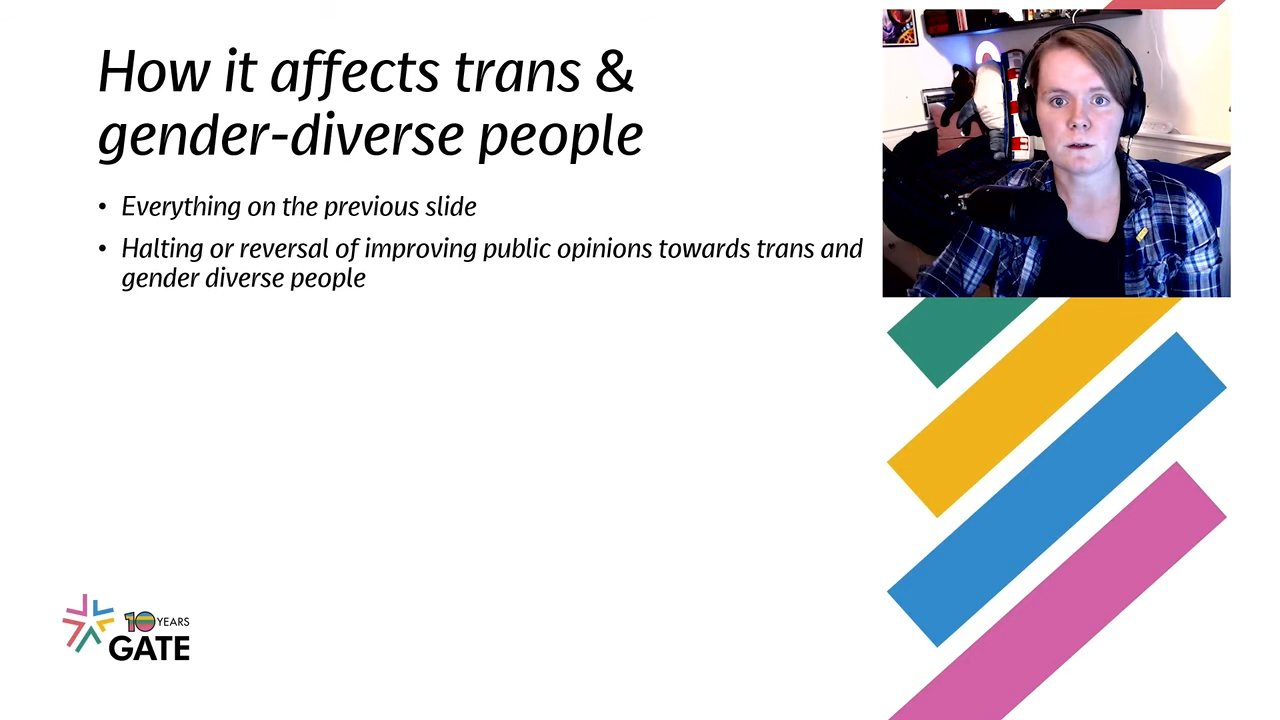 How it affects trans &
gender-diverse people
• Everything on the previous slide
• Halting or reversal of improving public opinions towards trans and
gender diverse people
10 YEARS
GATE